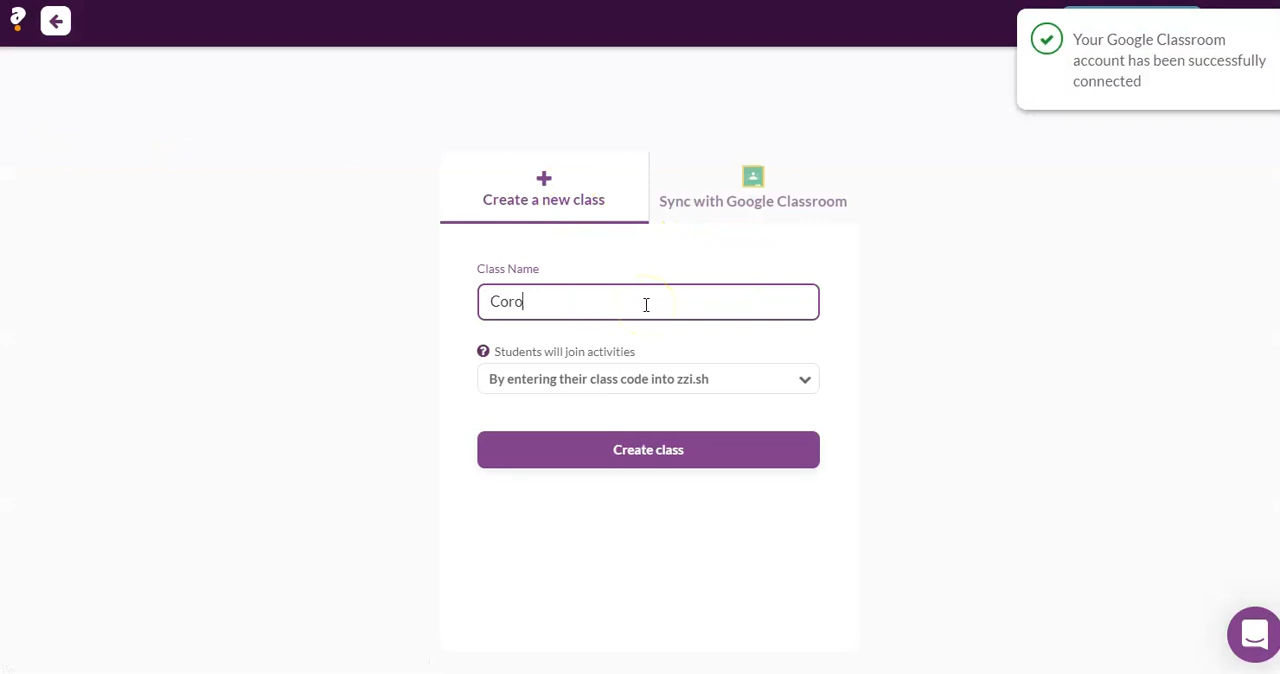 Your Google Classroom
account has been successfully
connected
Create a new class
Sync with Google Classroom
Class Name
Coro
Students will join activities
By entering their class code into zzi.sh
Create class